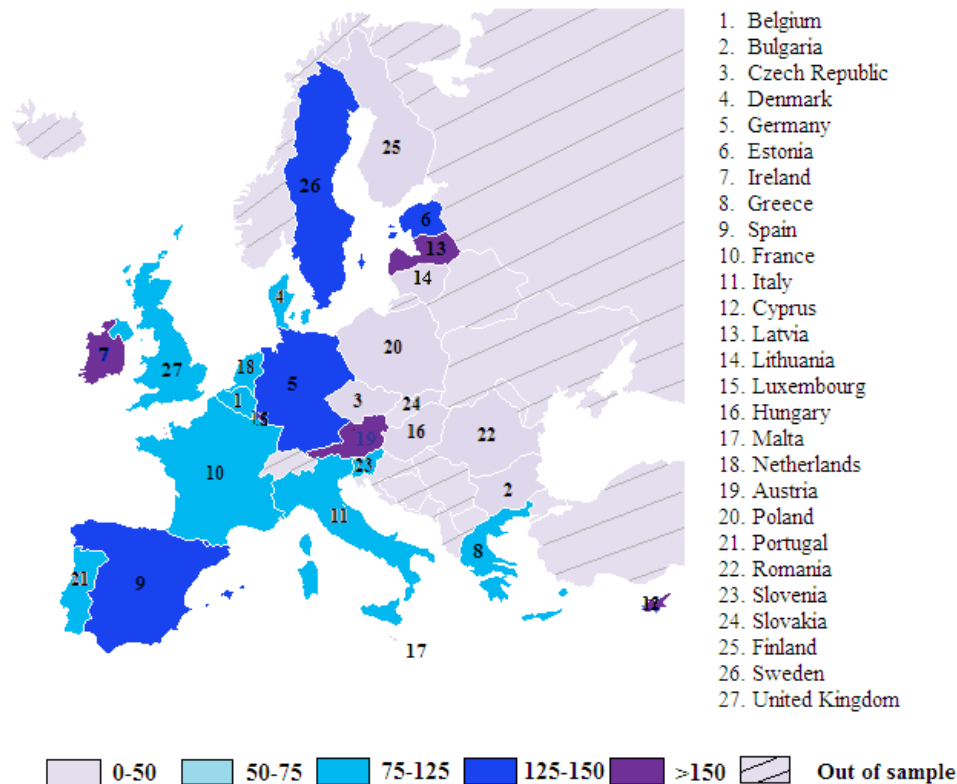 1. Belgium
2. Bulgaria
3. Czech Republic
4. Denmark
5. Germany
6. Estonia
7. Ireland
8. Greece
9. Spain
10. France
11. Italy
12. Cyprus
13. Latvia
14. Lithuania
15. Luxembourg
16. Hungary
17. Malta
18. Netherlands
19. Austria
20. Poland
21. Portugal
22. Romania
23. Slovenia
24. Slovakia
25. Finland
26. Sweden
27. United Kingdom
25
26
6
13
14
4
20
7
27
18
5
1
3
24
15
16
19
22
23
10
2
11
8
21
9
12
17
0-50 50-75 75-125 125-150 >150 Out of sample